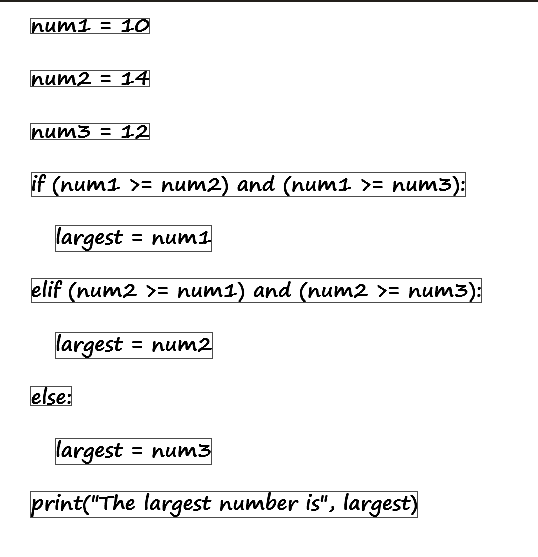 num1 = 10
num2 = 14
num3 = 12
if (num1 >= num2) and (num1 >= num3):
largest = num1
elif (num2 >= num1) and (num2 >= num3):
largest = num2
else:
largest = num3
print("The largest number is", largest)